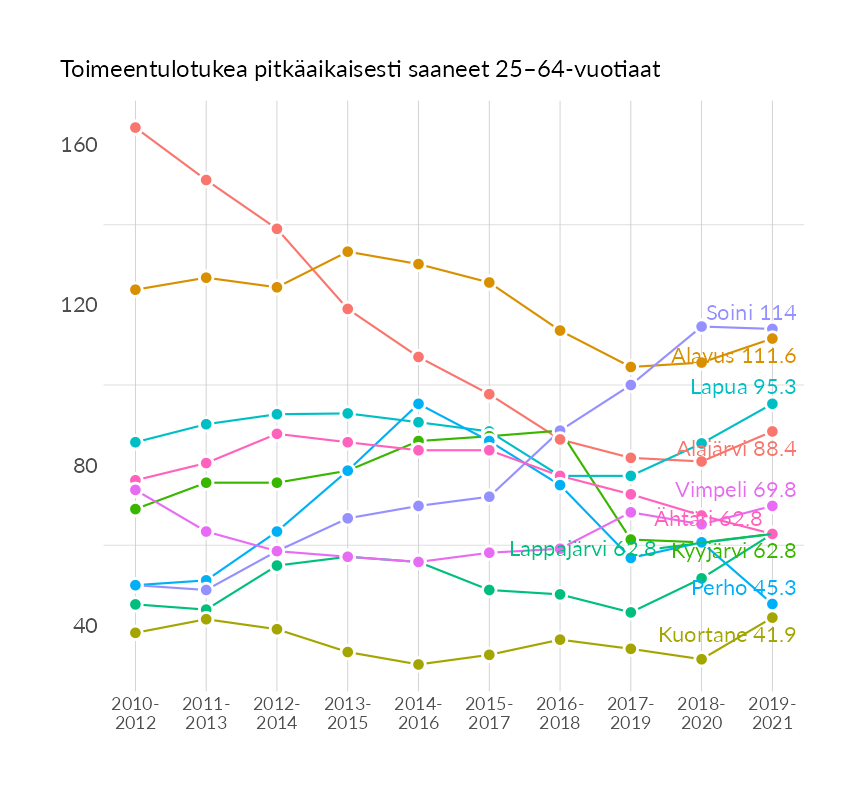 Toimeentulotukea pitkäaikaisesti saaneet 25–64-vuotiaat
160
120
80
40
Soini 114
Alavus 111.6
Lapua 95.3
Alajärvi 88.4
Vimpeli 69.8
Ähtäri 62.8
Lappajärvi 62.8
Kyyjärvi 62.8
Perho 45.3
Kuortane 41.9
2010- 2011- 2012- 2013- 2014- 2015- 2016- 2017- 2018- 2019-
2012 2013 2014 2015 2016 2017 2018 2019 2020 2021